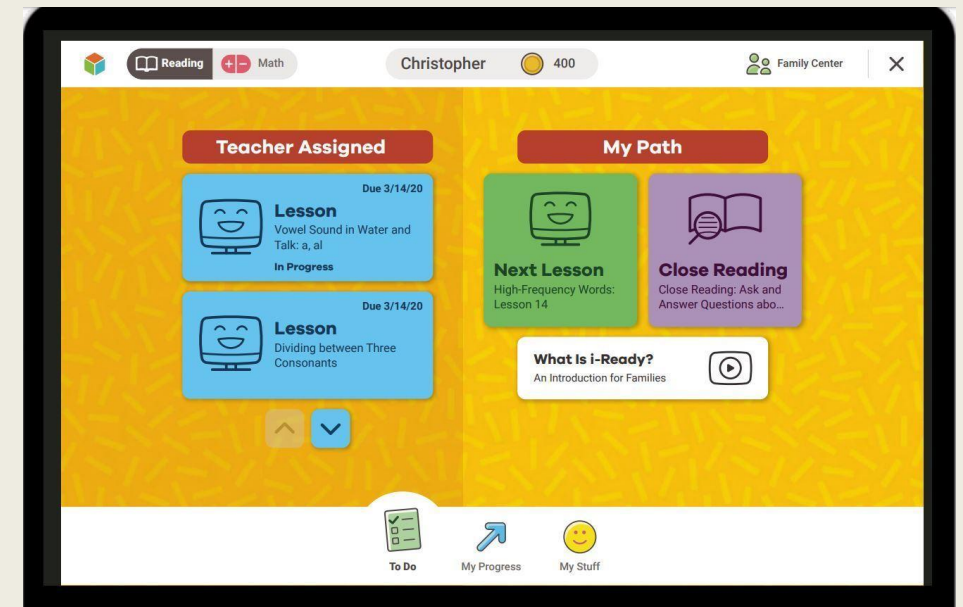 Reading
Math
Christopher
400
Family Center
Teacher Assigned
Due 3/14/20
Lesson
Vowel Sound in Water and
Talk: a, al
In Progress
Due 3/14/20
Lesson
Dividing between Three
Consonants
My Path
Next Lesson
High-Frequency Words:
Lesson 14
Close Reading
Close Reading: Ask and
Answer Questions abo...
What Is i-Ready?
An Introduction for Families
To Do
My Progress
My Stuff